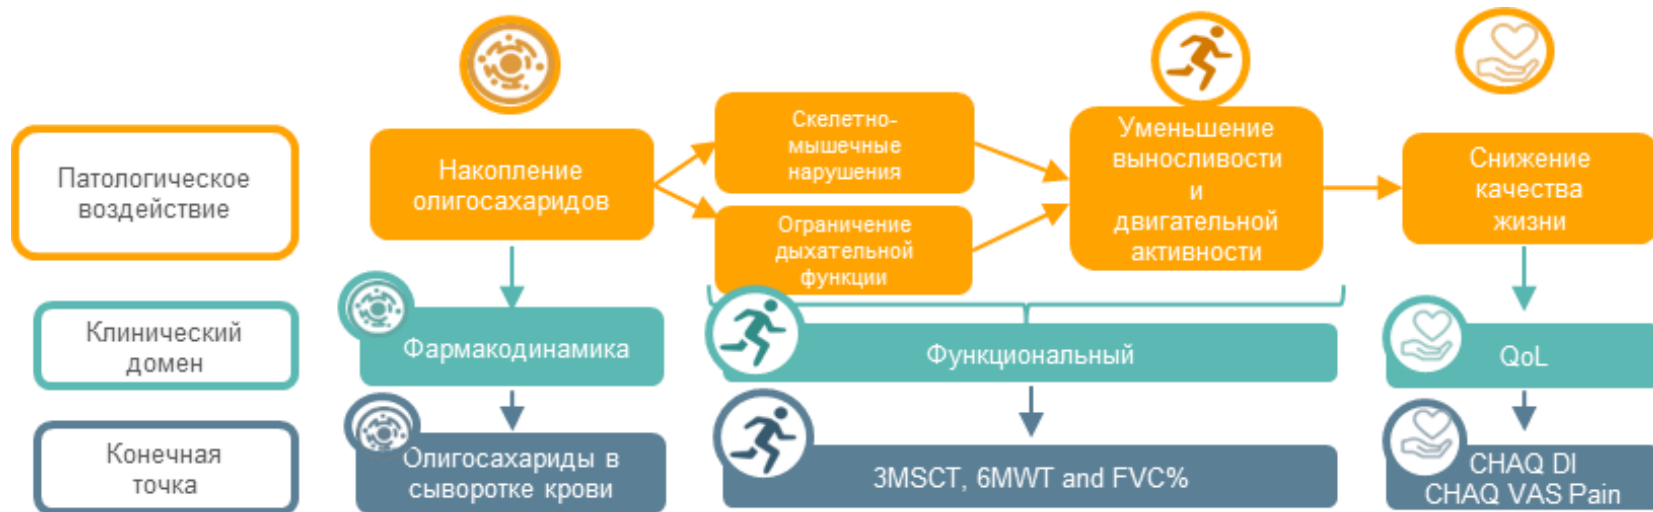 Патологическое
воздействие
Накопление
олигосахаридов
Скелетно-
мышечные
нарушения
Ограничение
дыхательной
функции
Уменьшение
выносливости
и
двигательной
активности
Снижение
качества
жизни
Клинический
домен
Фармакодинамика
Функциональный
QoL
Конечная
точка
Олигосахариды в
сыворотке крови
3MSCT, 6MWT and FVC%
CHAQ DI
CHAQ VAS Pain